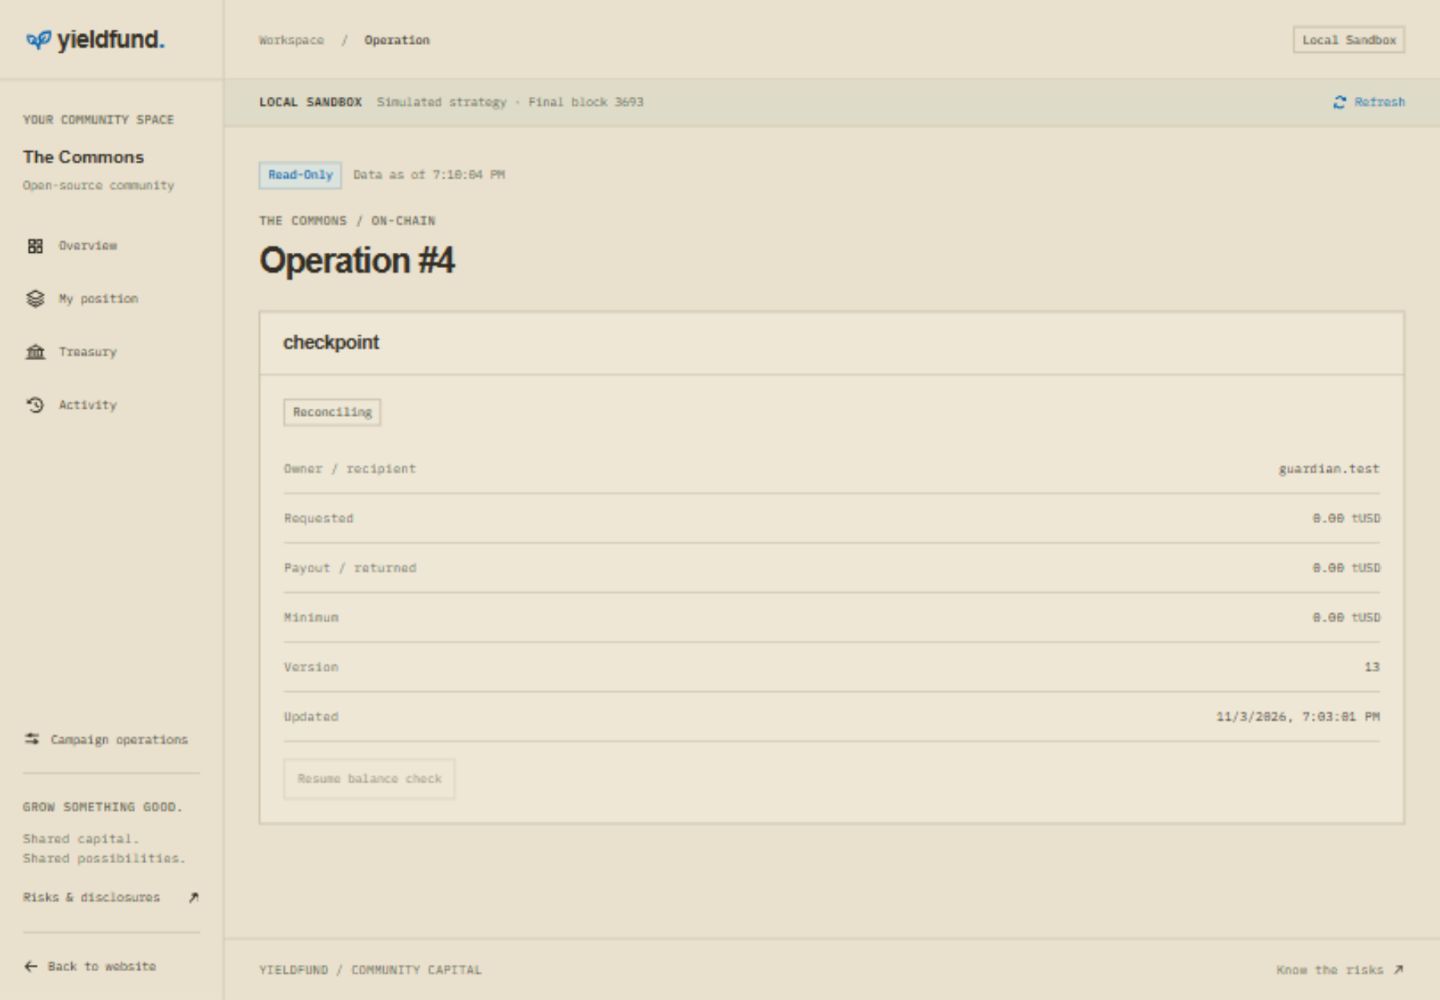 yieldfund.
Workspace / Operation
Local Sandbox
LOCAL SANDBOX Simulated strategy · Final block 3693
Refresh
YOUR COMMUNITY SPACE
The Commons
Open-source community
Overview
My position
Treasury
Activity
Campaign operations
GROW SOMETHING GOOD.
Shared capital.
Shared possibilities.
Risks & disclosures ↗
← Back to website
Read-Only Data as of 7:10:04 PM
THE COMMONS / ON-CHAIN
Operation #4
checkpoint
Reconciling
Owner / recipient guardian.test
Requested 0.00 tUSD
Payout / returned 0.00 tUSD
Minimum 0.00 tUSD
Version 13
Updated 11/3/2026, 7:03:01 PM
Resume balance check
YIELDFUND / COMMUNITY CAPITAL
Know the risks ↗